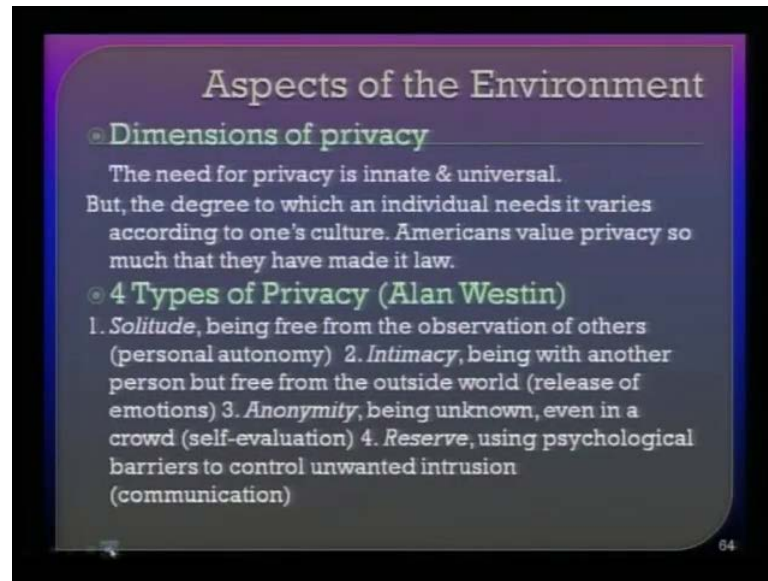 Aspects of the Environment
Dimensions of privacy
The need for privacy is innate & universal.
But, the degree to which an individual needs it varies
according to one's culture. Americans value privacy so
much that they have made it law.
4 Types of Privacy (Alan Westin)
1. Solitude, being free from the observation of others
(personal autonomy) 2. Intimacy, being with another
person but free from the outside world (release of
emotions) 3. Anonymity, being unknown, even in a
crowd (self-evaluation) 4. Reserve, using psychological
barriers to control unwanted intrusion
(communication)
64